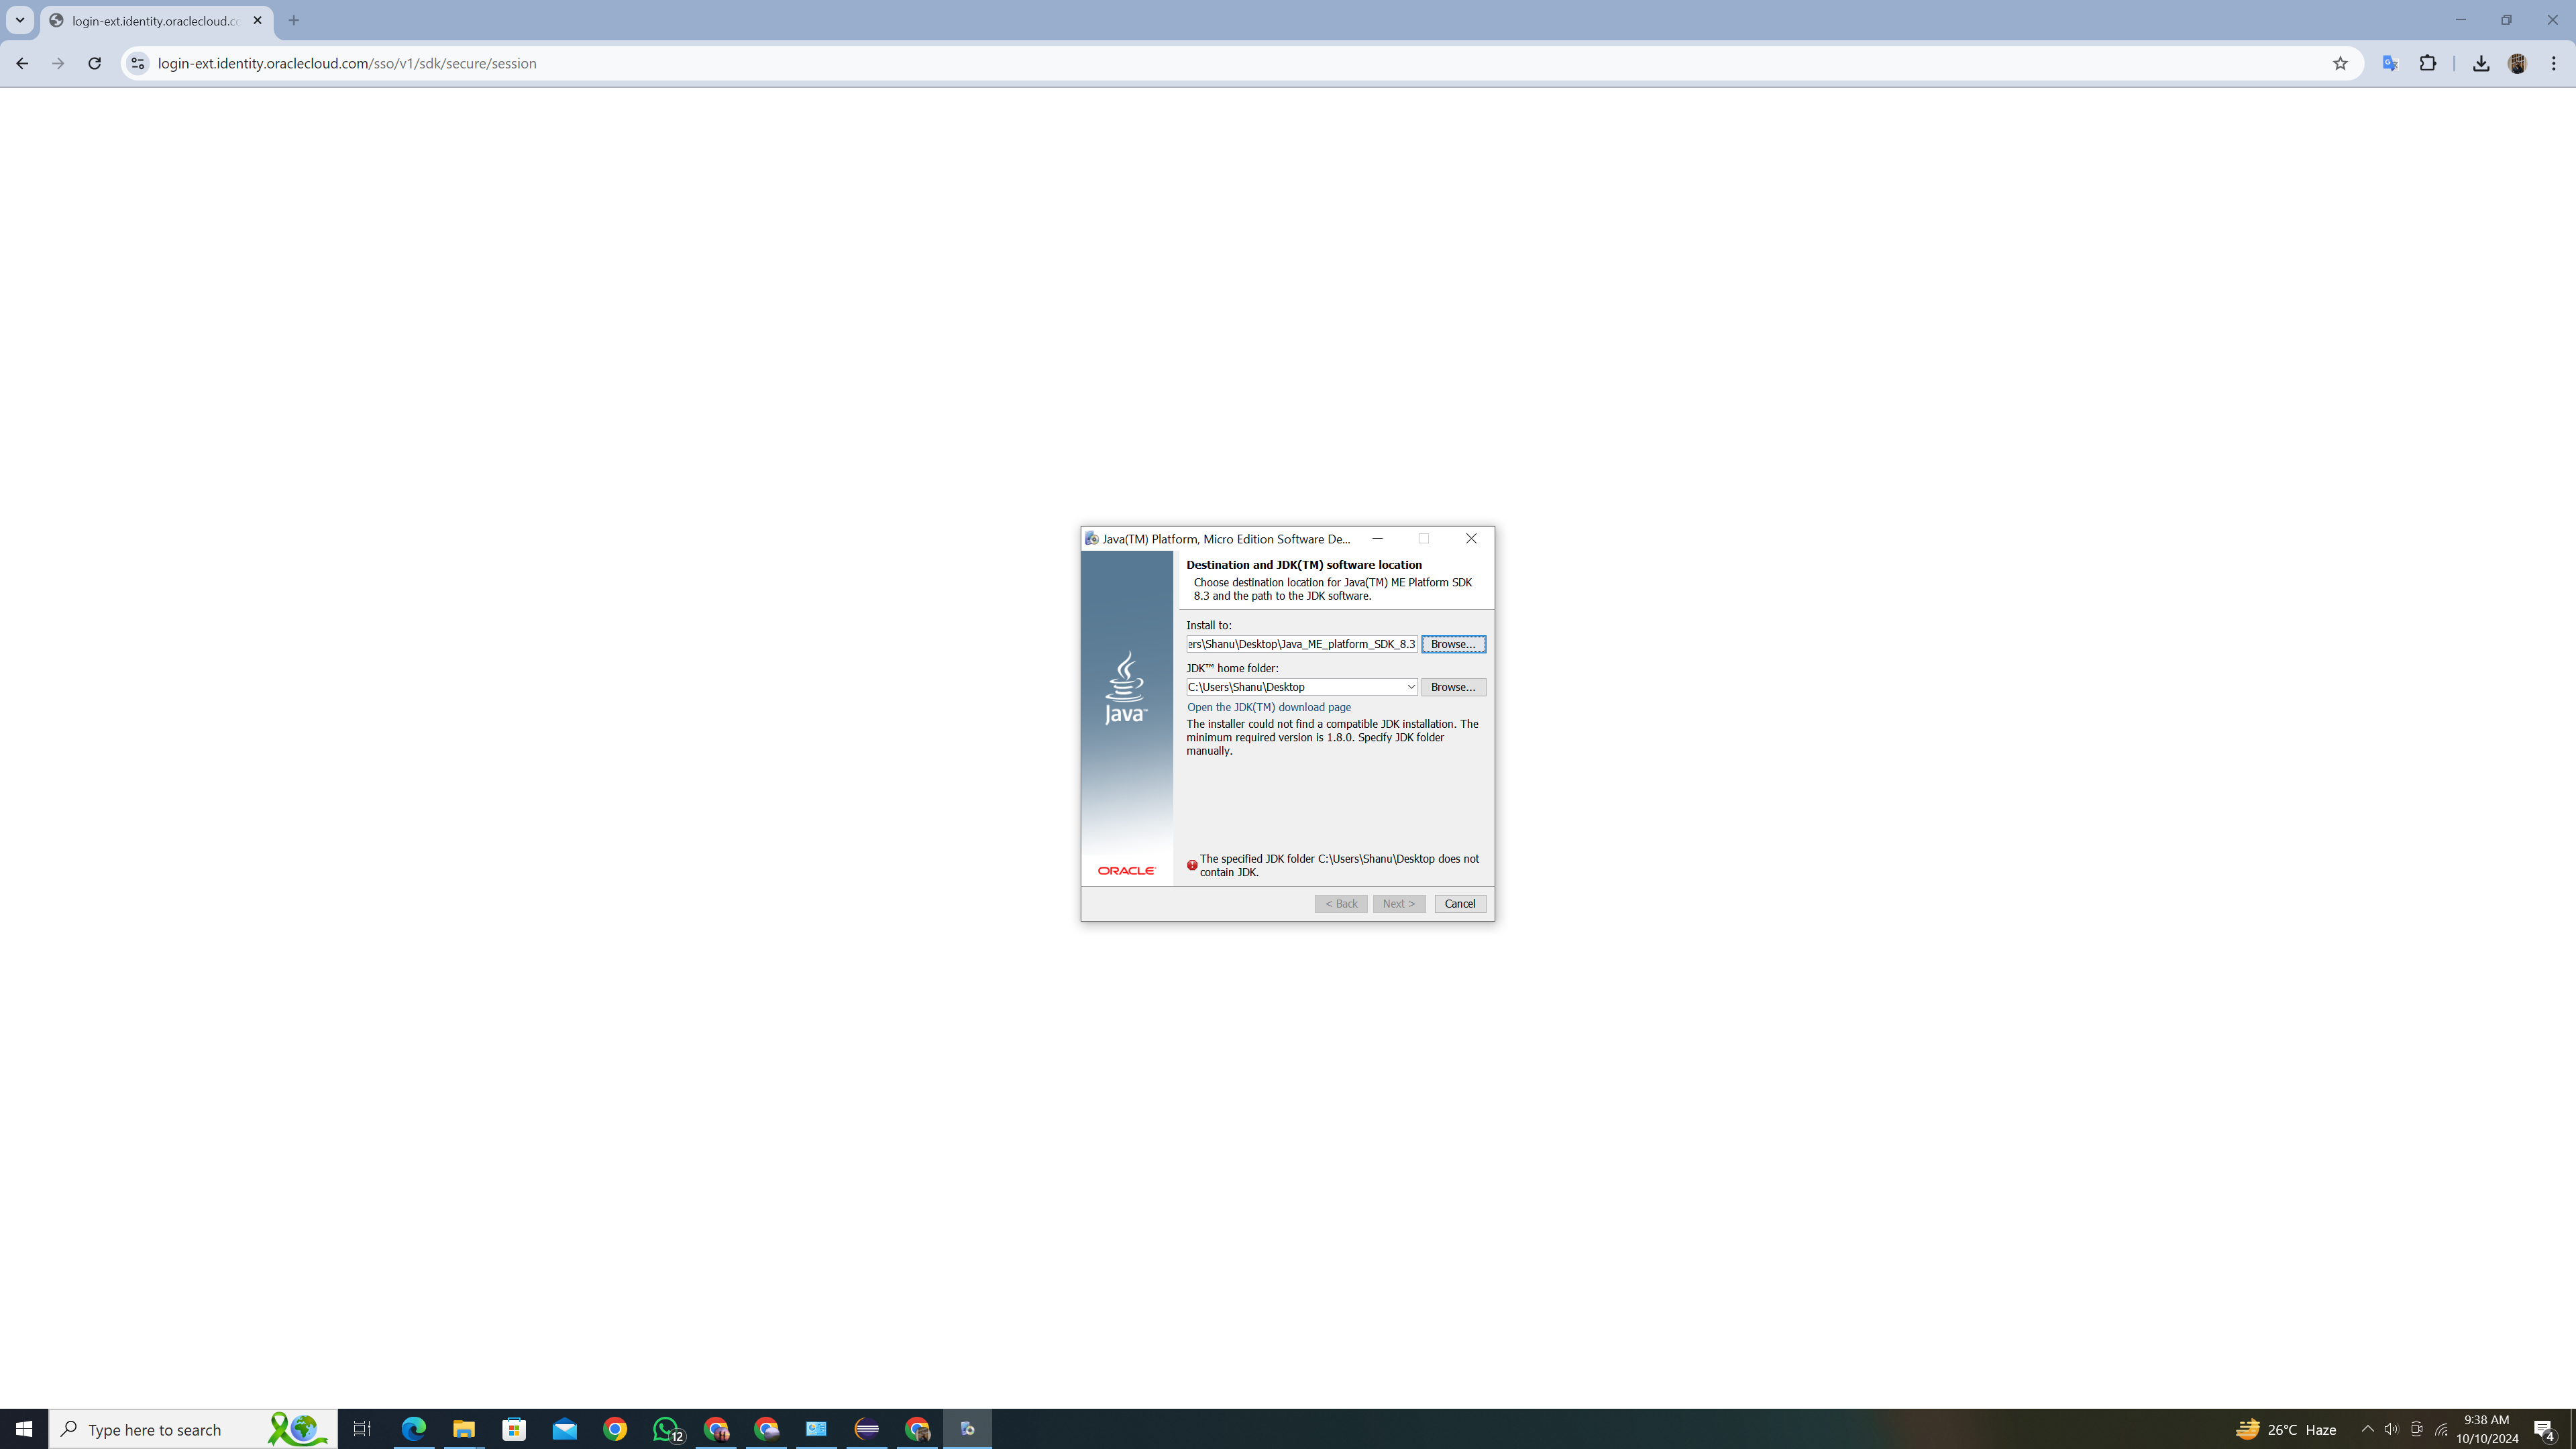 login-ext.identity.oraclecloud.cc
login-ext.identity.oraclecloud.com/sso/v1/sdk/secure/session
Java(TM) Platform, Micro Edition Software De...
Destination and JDK(TM) software location
Choose destination location for Java(TM) ME Platform SDK
8.3 and the path to the JDK software.
Install to:
ers\Shanu\Desktop\Java_ME_platform_SDK_8.3
Browse...
JDK™ home folder:
C:\Users\Shanu\Desktop
Browse...
Open the JDK(TM) download page
The installer could not find a compatible JDK installation. The
minimum required version is 1.8.0. Specify JDK folder
manually.
Java™
ORACLE
The specified JDK folder C:\Users\Shanu\Desktop does not
contain JDK.
< Back
Next >
Cancel
Type here to search
12
26°C Haze
9:38 AM
10/10/2024
4